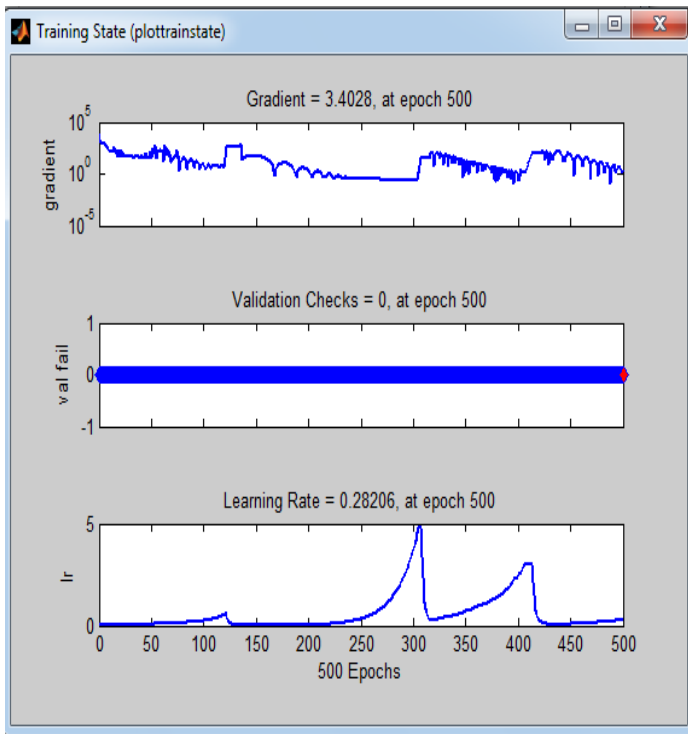 Training State (plottrainstate)
Gradient = 3.4028, at epoch 500
10^5
10^0
10^-5
gradient
Validation Checks = 0, at epoch 500
1
0
-1
val fail
Learning Rate = 0.28206, at epoch 500
5
0
lr
0 50 100 150 200 250 300 350 400 450 500
500 Epochs